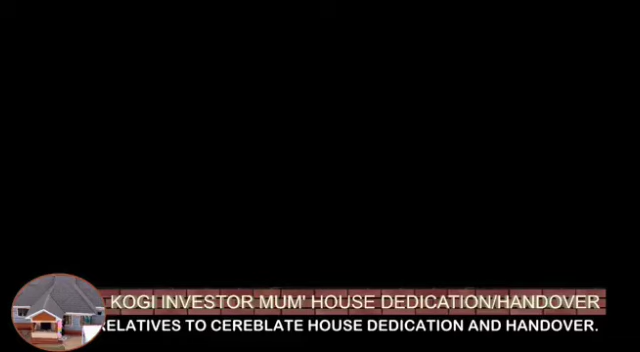 KOGI INVESTOR MUM' HOUSE DEDICATION/HANDOVER
RELATIVES TO CEREBLATE HOUSE DEDICATION AND HANDOVER.